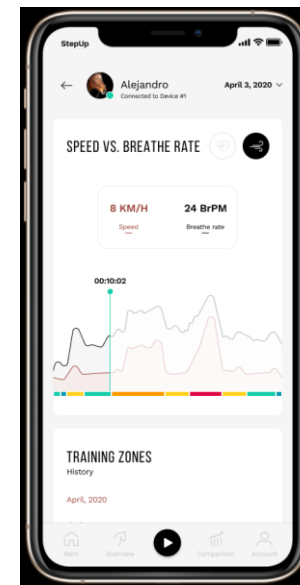 StepUp
Alejandro
Connected to Device #1
April 3, 2020
SPEED VS. BREATHE RATE
8 KM/H
24 BrPM
Speed
Breathe rate
00:10:02
TRAINING ZONES
History
April, 2020
Overview
Comparison
Account